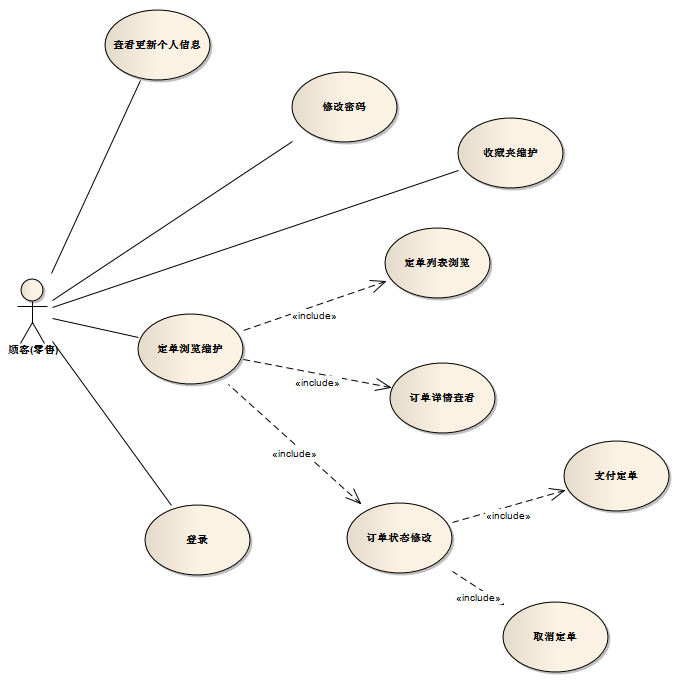 查看更新个人信息
修改密码
收藏夹维护
定单列表浏览
«include»
顾客(零售)
定单浏览维护
«include»
订单详情查看
«include»
支付定单
«include»
登录
订单状态修改
«include»
取消定单